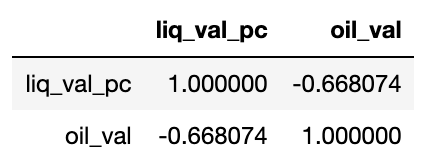 liq_val_pc oil_val
liq_val_pc 1.000000 -0.668074
oil_val -0.668074 1.000000